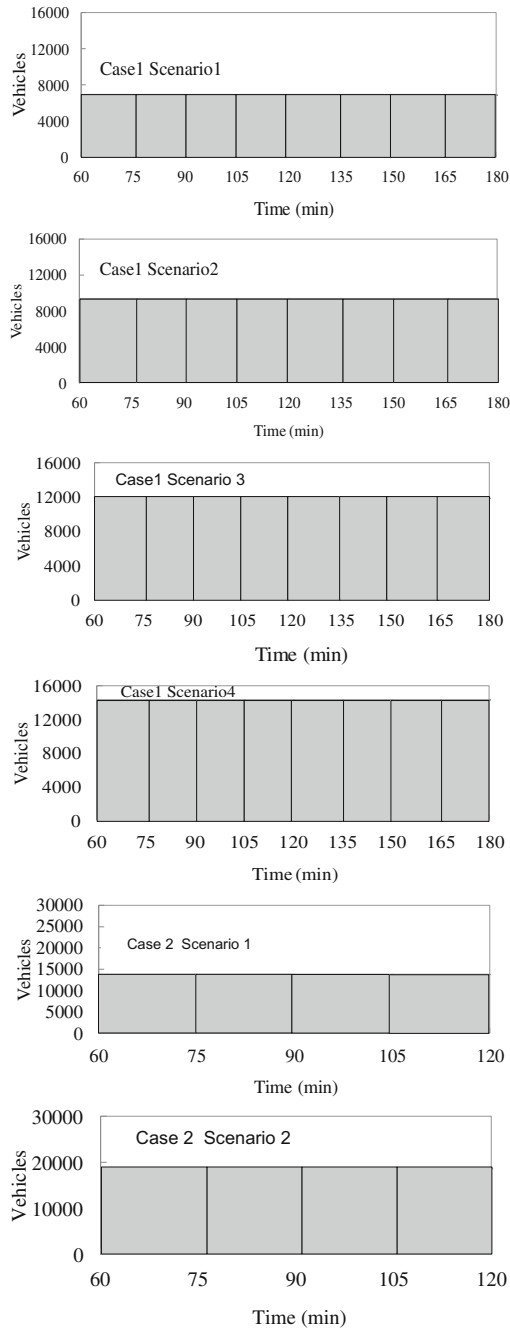 16000
12000
8000
4000
0
Vehicles
Case1 Scenario1
60 75 90 105 120 135 150 165 180
Time (min)
16000
12000
8000
4000
0
Vehicles
Case1 Scenario2
60 75 90 105 120 135 150 165 180
Time (min)
16000
12000
8000
4000
0
Vehicles
Case1 Scenario 3
60 75 90 105 120 135 150 165 180
Time (min)
16000
12000
8000
4000
0
Vehicles
Case1 Scenario4
60 75 90 105 120 135 150 165 180
Time (min)
30000
25000
20000
15000
10000
5000
0
Vehicles
Case 2 Scenario 1
60 75 90 105 120
Time (min)
30000
20000
10000
0
Vehicles
Case 2 Scenario 2
60 75 90 105 120
Time (min)